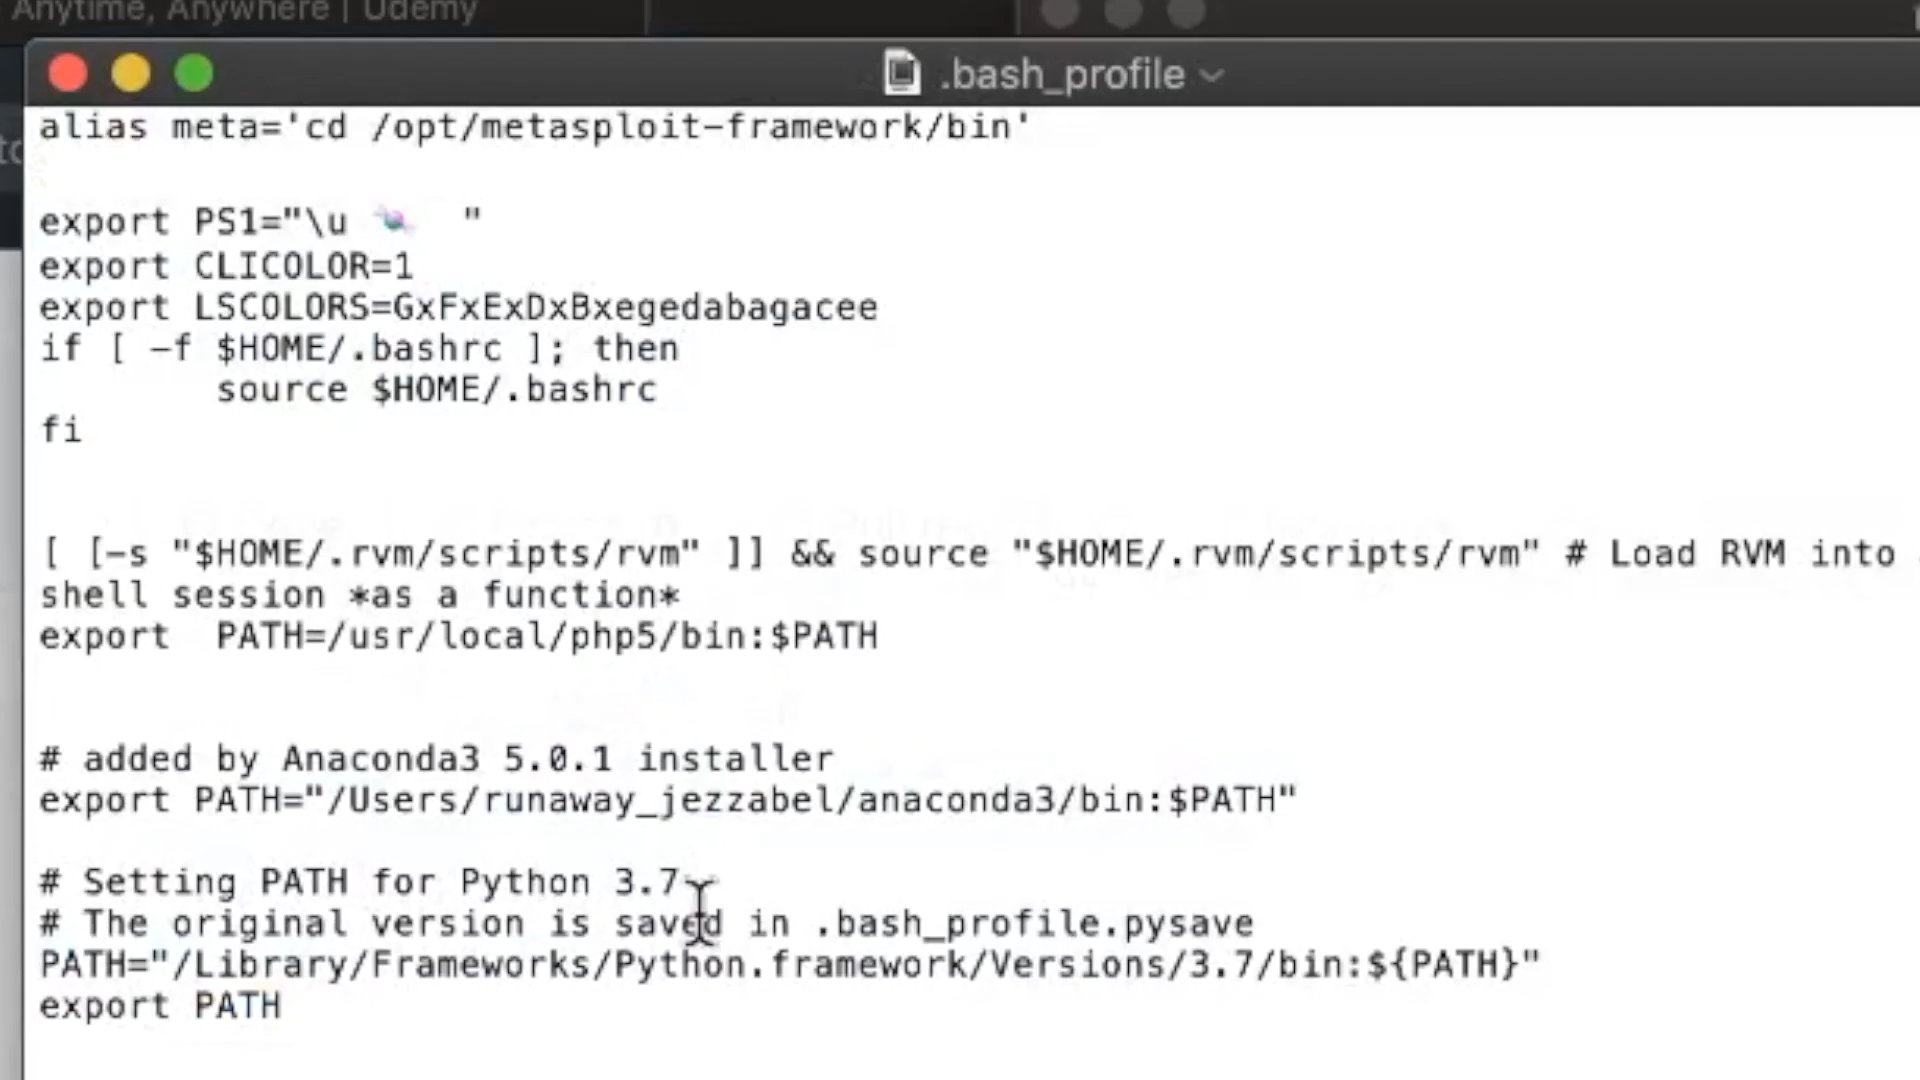 Anytime, Anywhere | Udemy
.bash_profile
alias meta='cd /opt/metasploit-framework/bin'
export PS1="\u 🍬  "
export CLICOLOR=1
export LSCOLORS=GxFxExDxBxegedabagacee
if [ -f $HOME/.bashrc ]; then
        source $HOME/.bashrc
fi
[ [-s "$HOME/.rvm/scripts/rvm" ]] && source "$HOME/.rvm/scripts/rvm" # Load RVM into
shell session *as a function*
export  PATH=/usr/local/php5/bin:$PATH
# added by Anaconda3 5.0.1 installer
export PATH="/Users/runaway_jezzabel/anaconda3/bin:$PATH"
# Setting PATH for Python 3.7
# The original version is saved in .bash_profile.pysave
PATH="/Library/Frameworks/Python.framework/Versions/3.7/bin:${PATH}"
export PATH